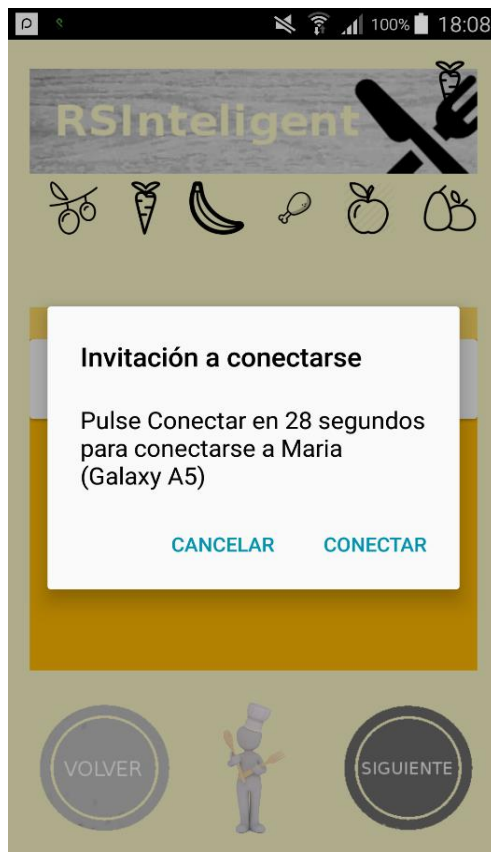 100% 18:08
RSInteligent
Invitación a conectarse
Pulse Conectar en 28 segundos
para conectarse a Maria
(Galaxy A5)
CANCELAR CONECTAR
VOLVER SIGUIENTE